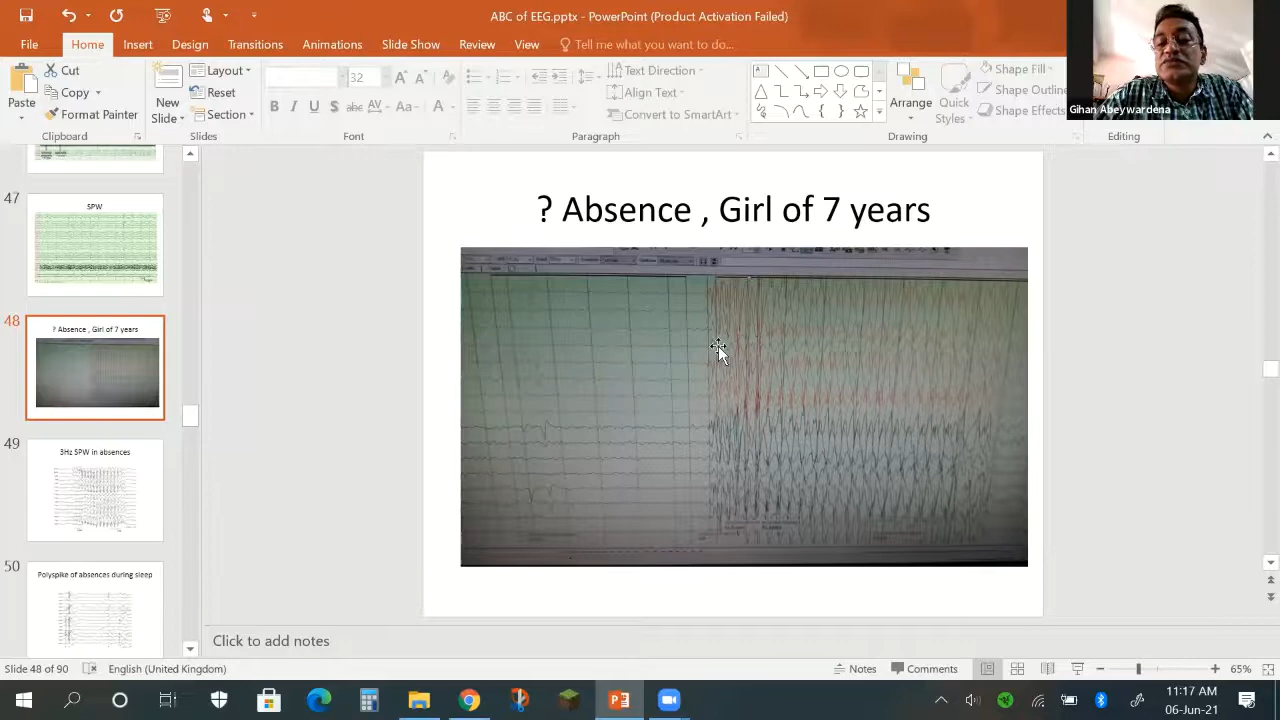 ABC of EEG.pptx - PowerPoint (Product Activation Failed)
File Home Insert Design Transitions Animations Slide Show Review View Tell me what you want to do...
Paste
Cut
Copy
Format Painter
Clipboard
New Slide
Layout
Reset
Section
Slides
32
B I U S abc AV Aa A
Font
Text Direction
Align Text
Convert to SmartArt
Paragraph
Arrange
Quick Styles
Shape Fill
Shape Outline
Shape Effects
Drawing
Editing
Gihan Abeywardena
47
SPW
48
? Absence , Girl of 7 years
49
3Hz SPW in absences
50
Polyspike of absences during sleep
? Absence , Girl of 7 years
Click to add notes
Slide 48 of 90
English (United Kingdom)
Notes
Comments
65%
11:17 AM
06-Jun-21